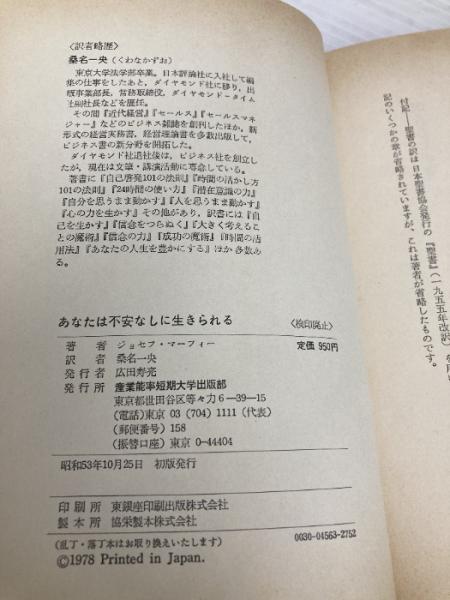 付記——聖書の訳は日本聖書協会発行の『聖書』(一九五五年改訳)
記のいくつかの章が省略されていますが、これは著者が省略したものです。
〈訳者略歴〉
桑名一央(くわなかずお)
東京大学法学部卒業。日本評論社に入社して編
集の仕事をしたあと，ダイヤモンド社に移り，出
版事業部長，常務取締役，ダイヤモンド－タイム
社副社長などを歴任。
その間『近代経営』『セールス』『セールスマネ
ジャー』などのビジネス雑誌を創刊したほか，新
形式の経営実務書，経営理論書を多数出版して，
ビジネス書の新分野を開拓した。
ダイヤモンド社退社後は，ビジネス社を創立し
たが，現在は文筆・講演活動に専念している。
著書に『自己啓発101の法則』『時間の活かし方
101の法則』『24時間の使い方』『潜在意識の力』
『自分を思うまま動かす』『人を思うまま動かす』
『心の力を生かす』その他があり，訳書には『自
己を生かす』『信念をつらぬく』『大きく考えるこ
との魔術』『信念の力』『成功の魔術』『時間の活
用法』『あなたの人生を豊かにする』ほか多数あ
る。
あなたは不安なしに生きられる 〈検印廃止〉
著者 ジョセフ・マーフィー 定価 950円
訳者 桑名一央
発行者 広田寿亮
発行所 産業能率短期大学出版部
東京都世田谷区等々力6―39―15
(電話)東京 03 (704) 1111 (代表)
(郵便番号) 158
(振替口座) 東京 0-44404
昭和53年10月25日 初版発行
印刷所 東銀座印刷出版株式会社
製本所 協栄製本株式会社
(乱丁・落丁本はお取り換えいたします) 0030-04563-2752
©1978 Printed in Japan.